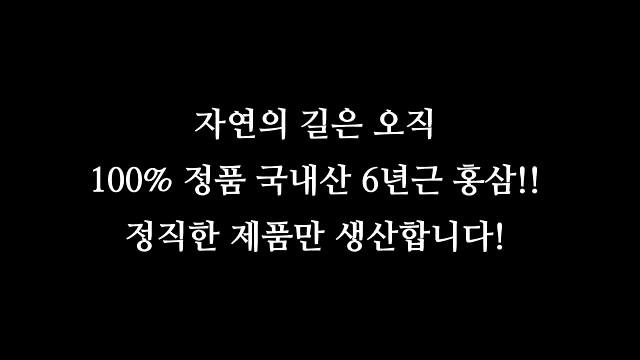 자연의 길은 오직
100% 정품 국내산 6년근 홍삼!!
정직한 제품만 생산합니다!